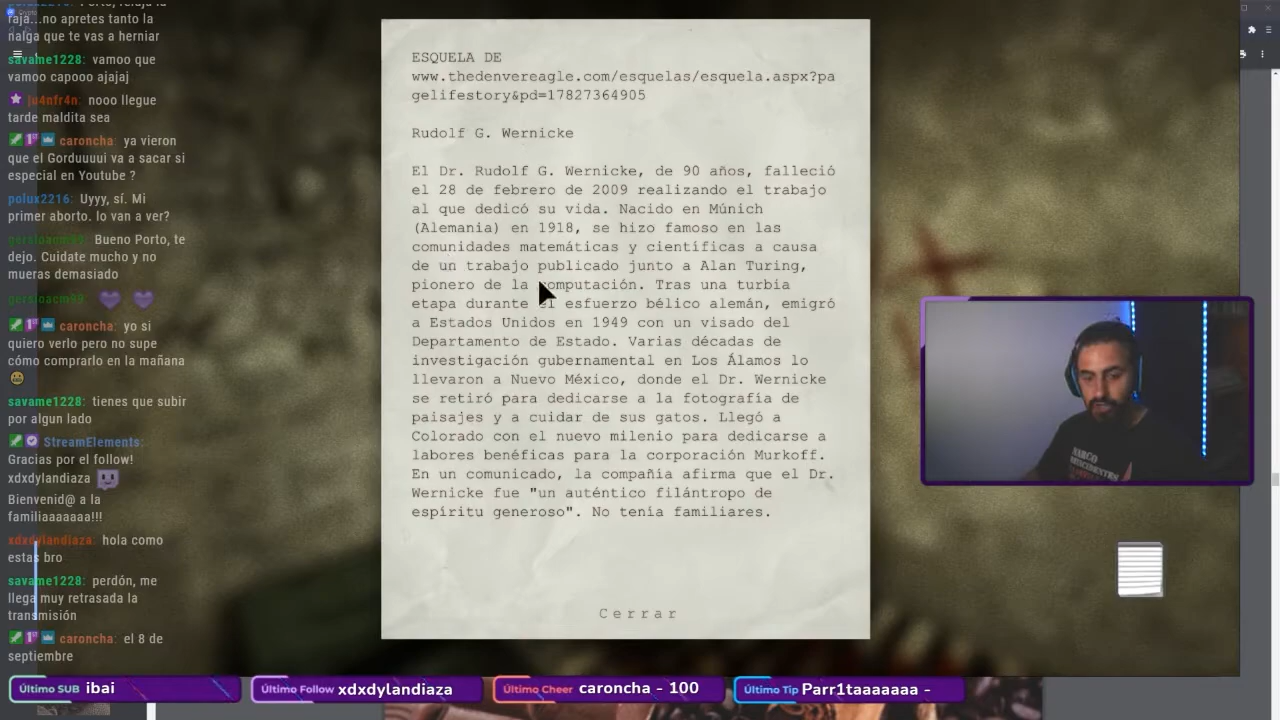 raja...no apretes tanto la
nalga que te vas a herniar
savame1228: vamoo que
vamoo capooo ajajaj
ju4nfr4n: nooo llegue
tarde maldita sea
caroncha: ya vieron
que el Gorduuuui va a sacar si
especial en Youtube ?
polux2216: Uyyy, sí. Mi
primer aborto. lo van a ver?
gersioacm99: Bueno Porto, te
dejo. Cuidate mucho y no
mueras demasiado
gersioacm99:
caroncha: yo si
quiero verlo pero no supe
cómo comprarlo en la mañana
savame1228: tienes que subir
por algun lado
StreamElements:
Gracias por el follow!
xdxdylandiaza
Bienvenid@ a la
familiaaaaaaa!!!
xdxdylandiaza: hola como
estas bro
savame1228: perdón, me
llega muy retrasada la
transmisión
caroncha: el 8 de
septiembre
ESQUELA DE
www.thedenvereagle.com/esquelas/esquela.aspx?pa
gelifestory&pd=17827364905
Rudolf G. Wernicke
El Dr. Rudolf G. Wernicke, de 90 años, falleció
el 28 de febrero de 2009 realizando el trabajo
al que dedicó su vida. Nacido en Múnich
(Alemania) en 1918, se hizo famoso en las
comunidades matemáticas y científicas a causa
de un trabajo publicado junto a Alan Turing,
pionero de la computación. Tras una turbia
etapa durante el esfuerzo bélico alemán, emigró
a Estados Unidos en 1949 con un visado del
Departamento de Estado. Varias décadas de
investigación gubernamental en Los Álamos lo
llevaron a Nuevo México, donde el Dr. Wernicke
se retiró para dedicarse a la fotografía de
paisajes y a cuidar de sus gatos. Llegó a
Colorado con el nuevo milenio para dedicarse a
labores benéficas para la corporación Murkoff.
En un comunicado, la compañía afirma que el Dr.
Wernicke fue "un auténtico filántropo de
espíritu generoso". No tenía familiares.
Cerrar
NARCO
Último SUB ibai
Último Follow xdxdylandiaza
Último Cheer caroncha - 100
Último Tip Parr1taaaaaaa -